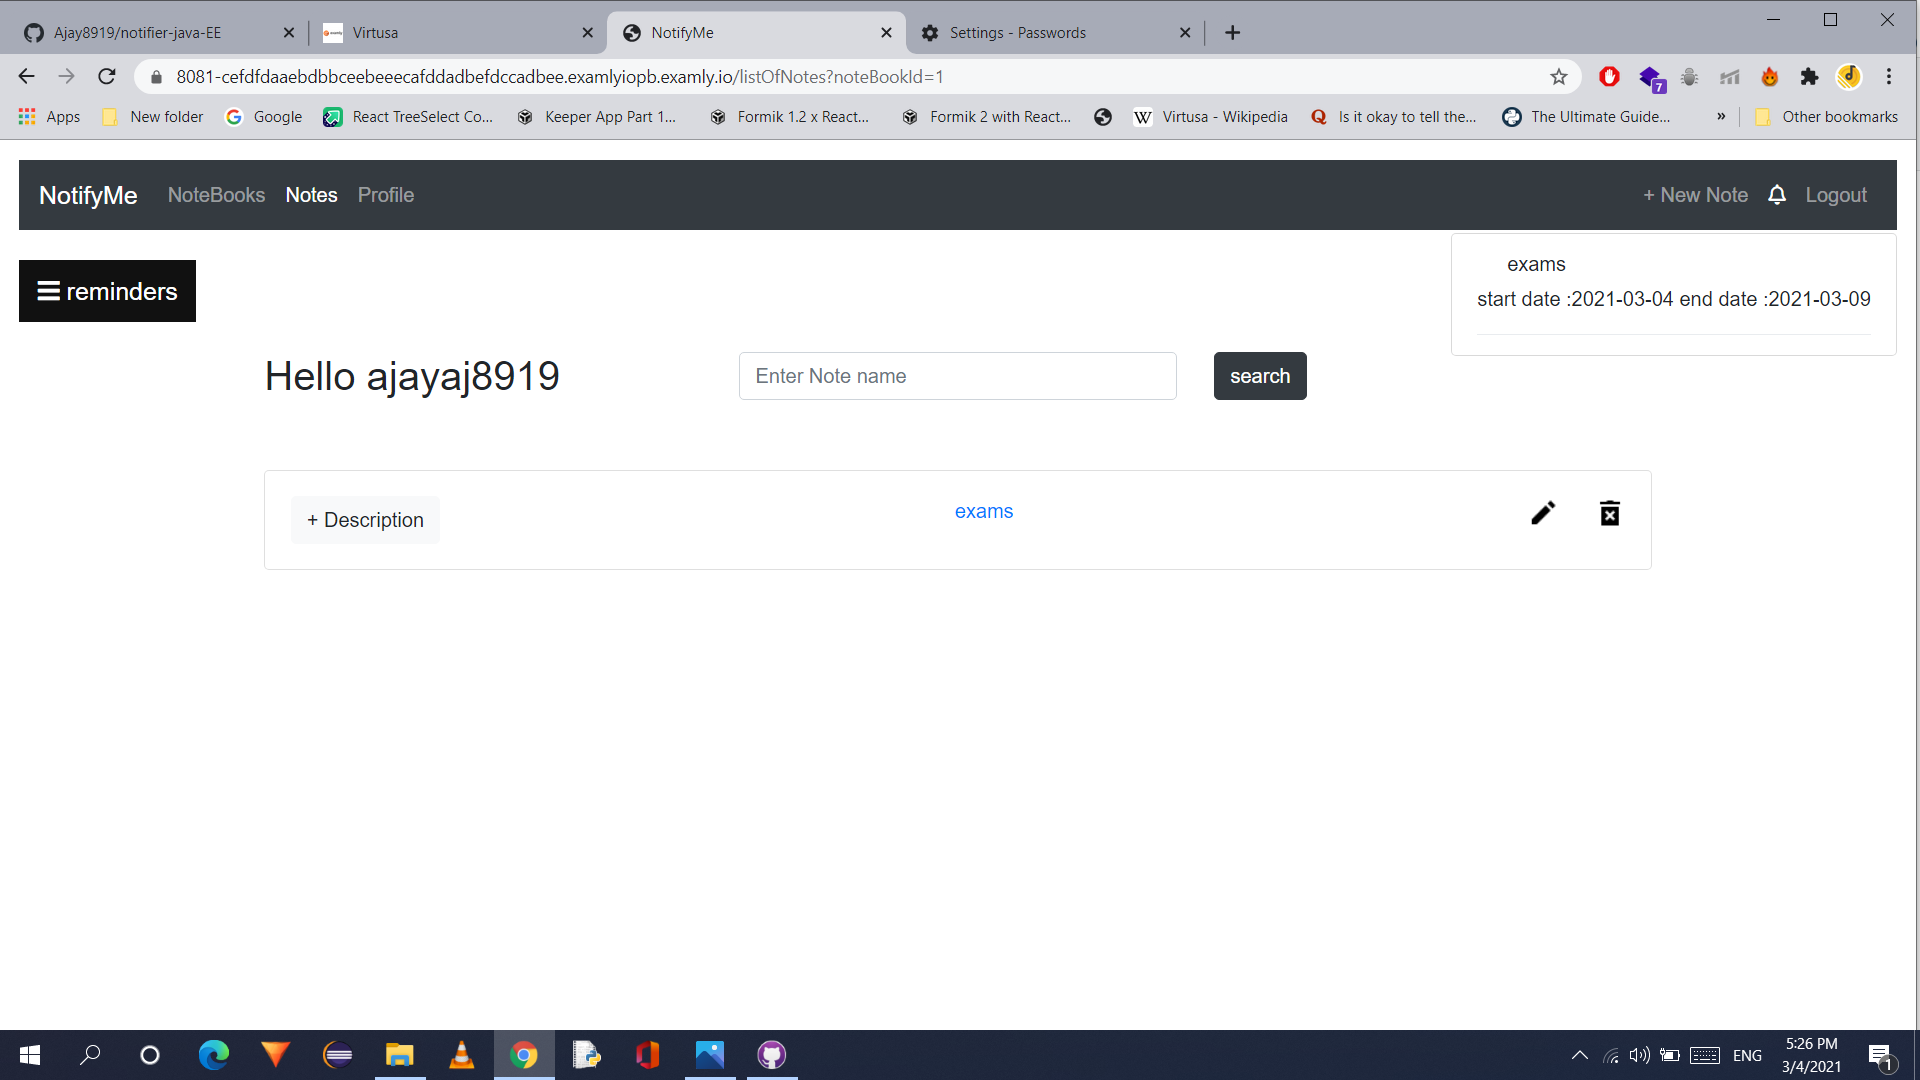 Ajay8919/notifier-java-EE
Virtusa
NotifyMe
Settings - Passwords
8081-cefdfdaaebdbbceebeeecafddadbefdccadbee.examlyiopb.examly.io/listOfNotes?noteBookId=1
7
Apps
New folder
Google
React TreeSelect Co...
Keeper App Part 1...
Formik 1.2 x React...
Formik 2 with React...
W
Virtusa - Wikipedia
Is it okay to tell the...
The Ultimate Guide...
»
Other bookmarks
NotifyMe
NoteBooks
Notes
Profile
+ New Note
Logout
exams
start date :2021-03-04 end date :2021-03-09
reminders
Hello ajayaj8919
Enter Note name
search
+ Description
exams
ENG
5:26 PM
3/4/2021
1